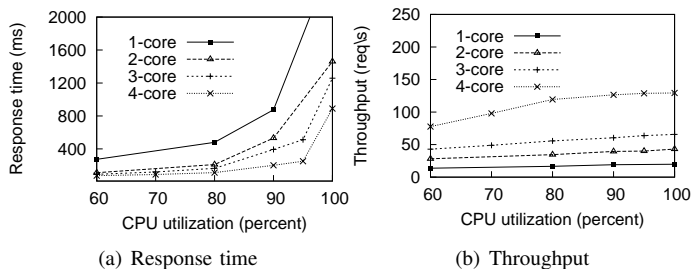 Response time (ms)
2000
1600
1200
800
400
1-core
2-core
3-core
4-core
60
70
80
90
100
CPU utilization (percent)
(a) Response time
Throughput (req\s)
250
200
150
100
50
0
1-core
2-core
3-core
4-core
60
70
80
90
100
CPU utilization (percent)
(b) Throughput